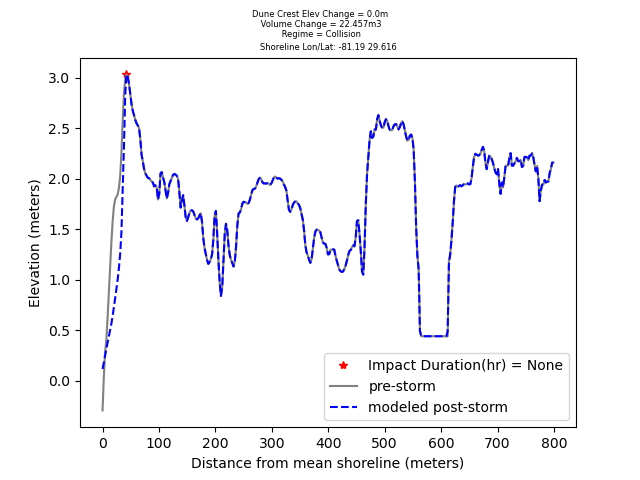 Dune Crest Elev Change = 0.0m
Volume Change = 22.457m3
Regime = Collision
Shoreline Lon/Lat: -81.19 29.616
3.0
2.5
2.0
1.5
1.0
0.5
0.0
Elevation (meters)
Impact Duration(hr) = None
pre-storm
modeled post-storm
0 100 200 300 400 500 600 700 800
Distance from mean shoreline (meters)